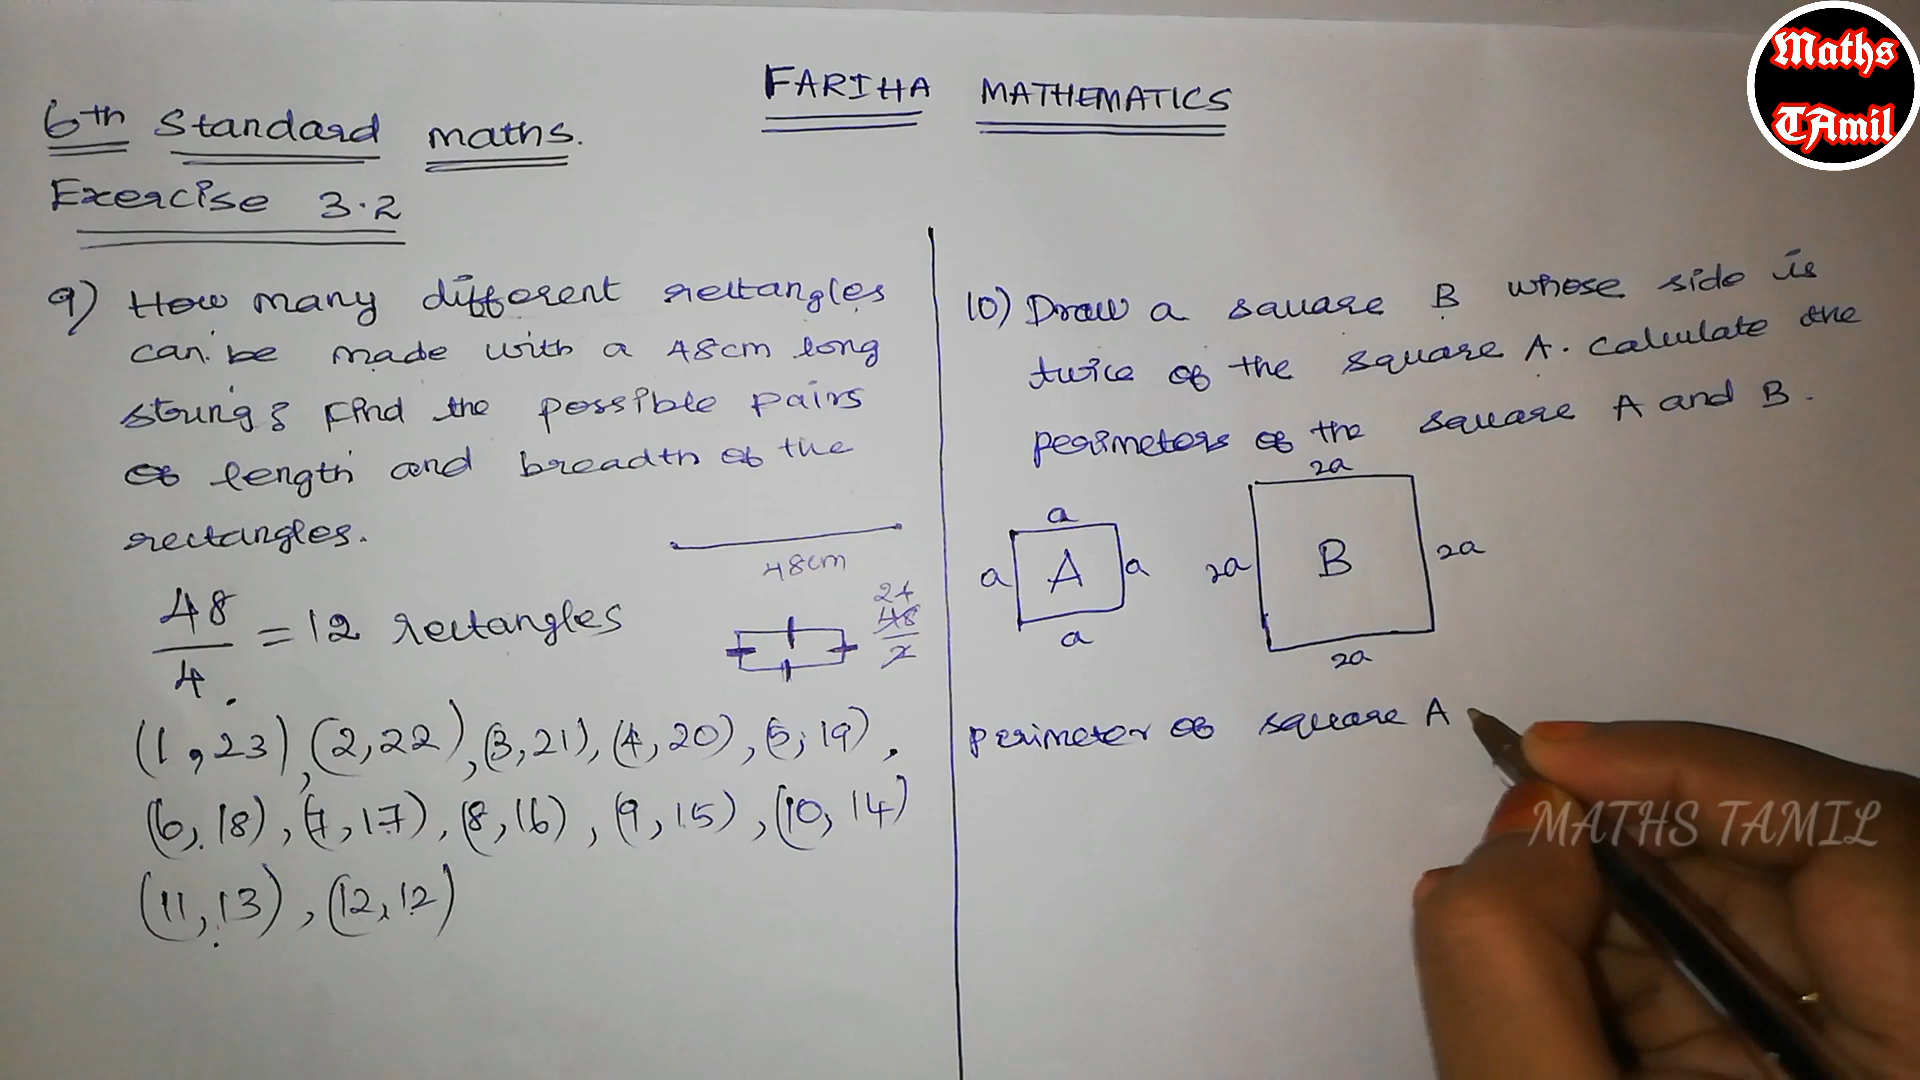 FARIHA MATHEMATICS
Maths
TAmil
6th Standard maths.
Exercise 3.2
9) How many different rectangles
can be made with a 48cm long
string? Find the possible pairs
of length and breadth of the
rectangles.
48cm
48/4 = 12 rectangles
24
48
2
(1,23), (2,22), (3,21), (4,20), (5,19),
(6,18), (7,17), (8,16), (9,15), (10,14)
(11,13), (12,12)
10) Draw a square B whose side is
twice of the square A. calculate the
perimeters of the square A and B.
a
a A a
a
2a
2a B 2a
2a
perimeter of square A
MATHS TAMIL